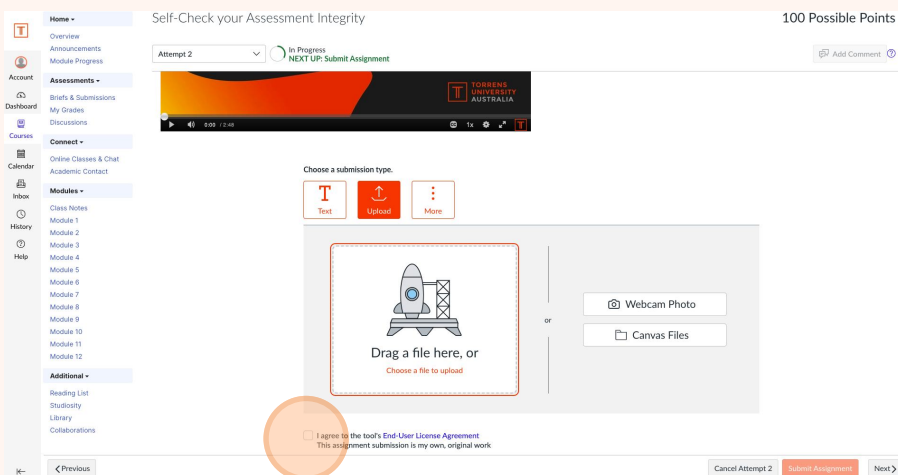 Self-Check your Assessment Integrity
100 Possible Points
Attempt 2
In Progress
NEXT UP: Submit Assignment
Add Comment
T
Account
Dashboard
Courses
Calendar
Inbox
History
Help
Home
Overview
Announcements
Module Progress
Assessments
Briefs & Submissions
My Grades
Discussions
Connect
Online Classes & Chat
Academic Contact
Modules
Class Notes
Module 1
Module 2
Module 3
Module 4
Module 5
Module 6
Module 7
Module 8
Module 9
Module 10
Module 11
Module 12
Additional
Reading List
Studiosity
Library
Collaborations
TORRENS
UNIVERSITY
AUSTRALIA
0:00 / 2:48
1x
Choose a submission type.
T
Text
Upload
More
Drag a file here, or
Choose a file to upload
or
Webcam Photo
Canvas Files
I agree to the tool's End-User License Agreement
This assignment submission is my own, original work
Previous
Cancel Attempt 2
Submit Assignment
Next